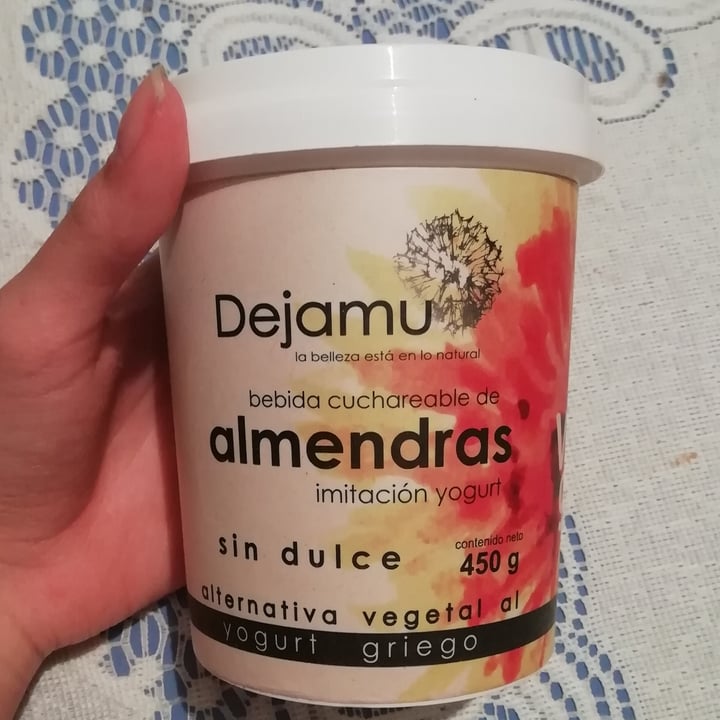 Dejamu
la belleza está en lo natural
bebida cuchareable de
almendras
imitación yogurt
sin dulce
contenido neto
450 g
alternativa vegetal al
yogurt griego